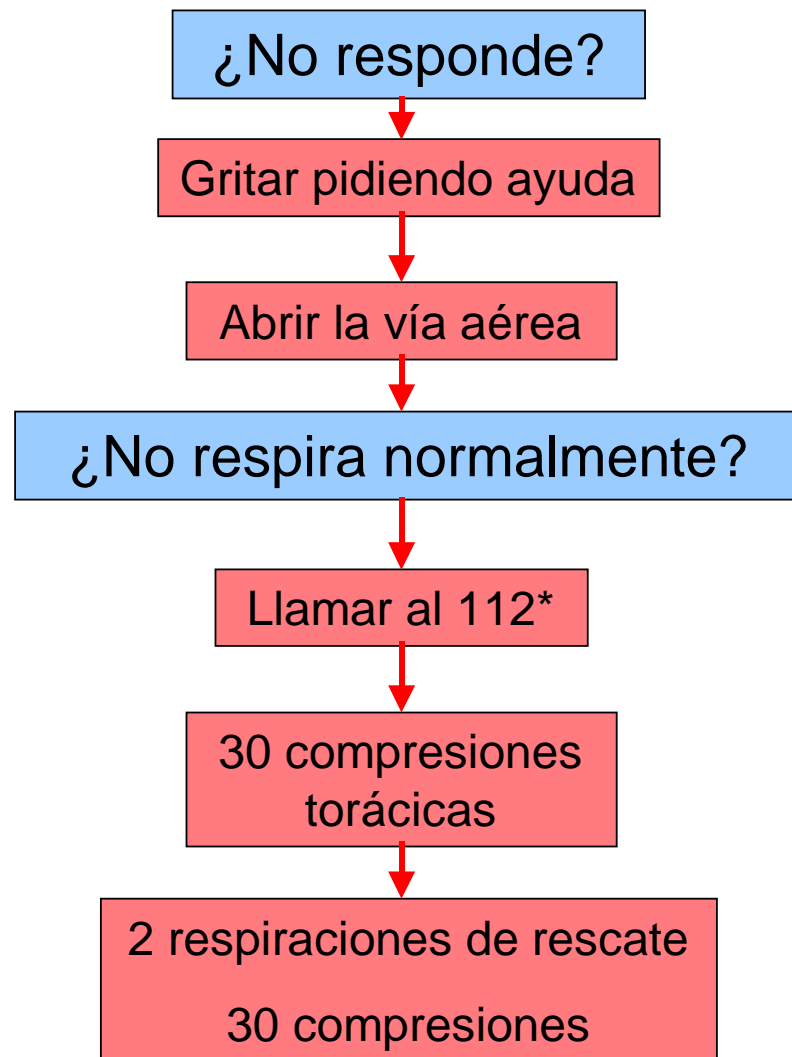 ¿No responde?
Gritar pidiendo ayuda
Abrir la vía aérea
¿No respira normalmente?
Llamar al 112*
30 compresiones
torácicas
2 respiraciones de rescate
30 compresiones